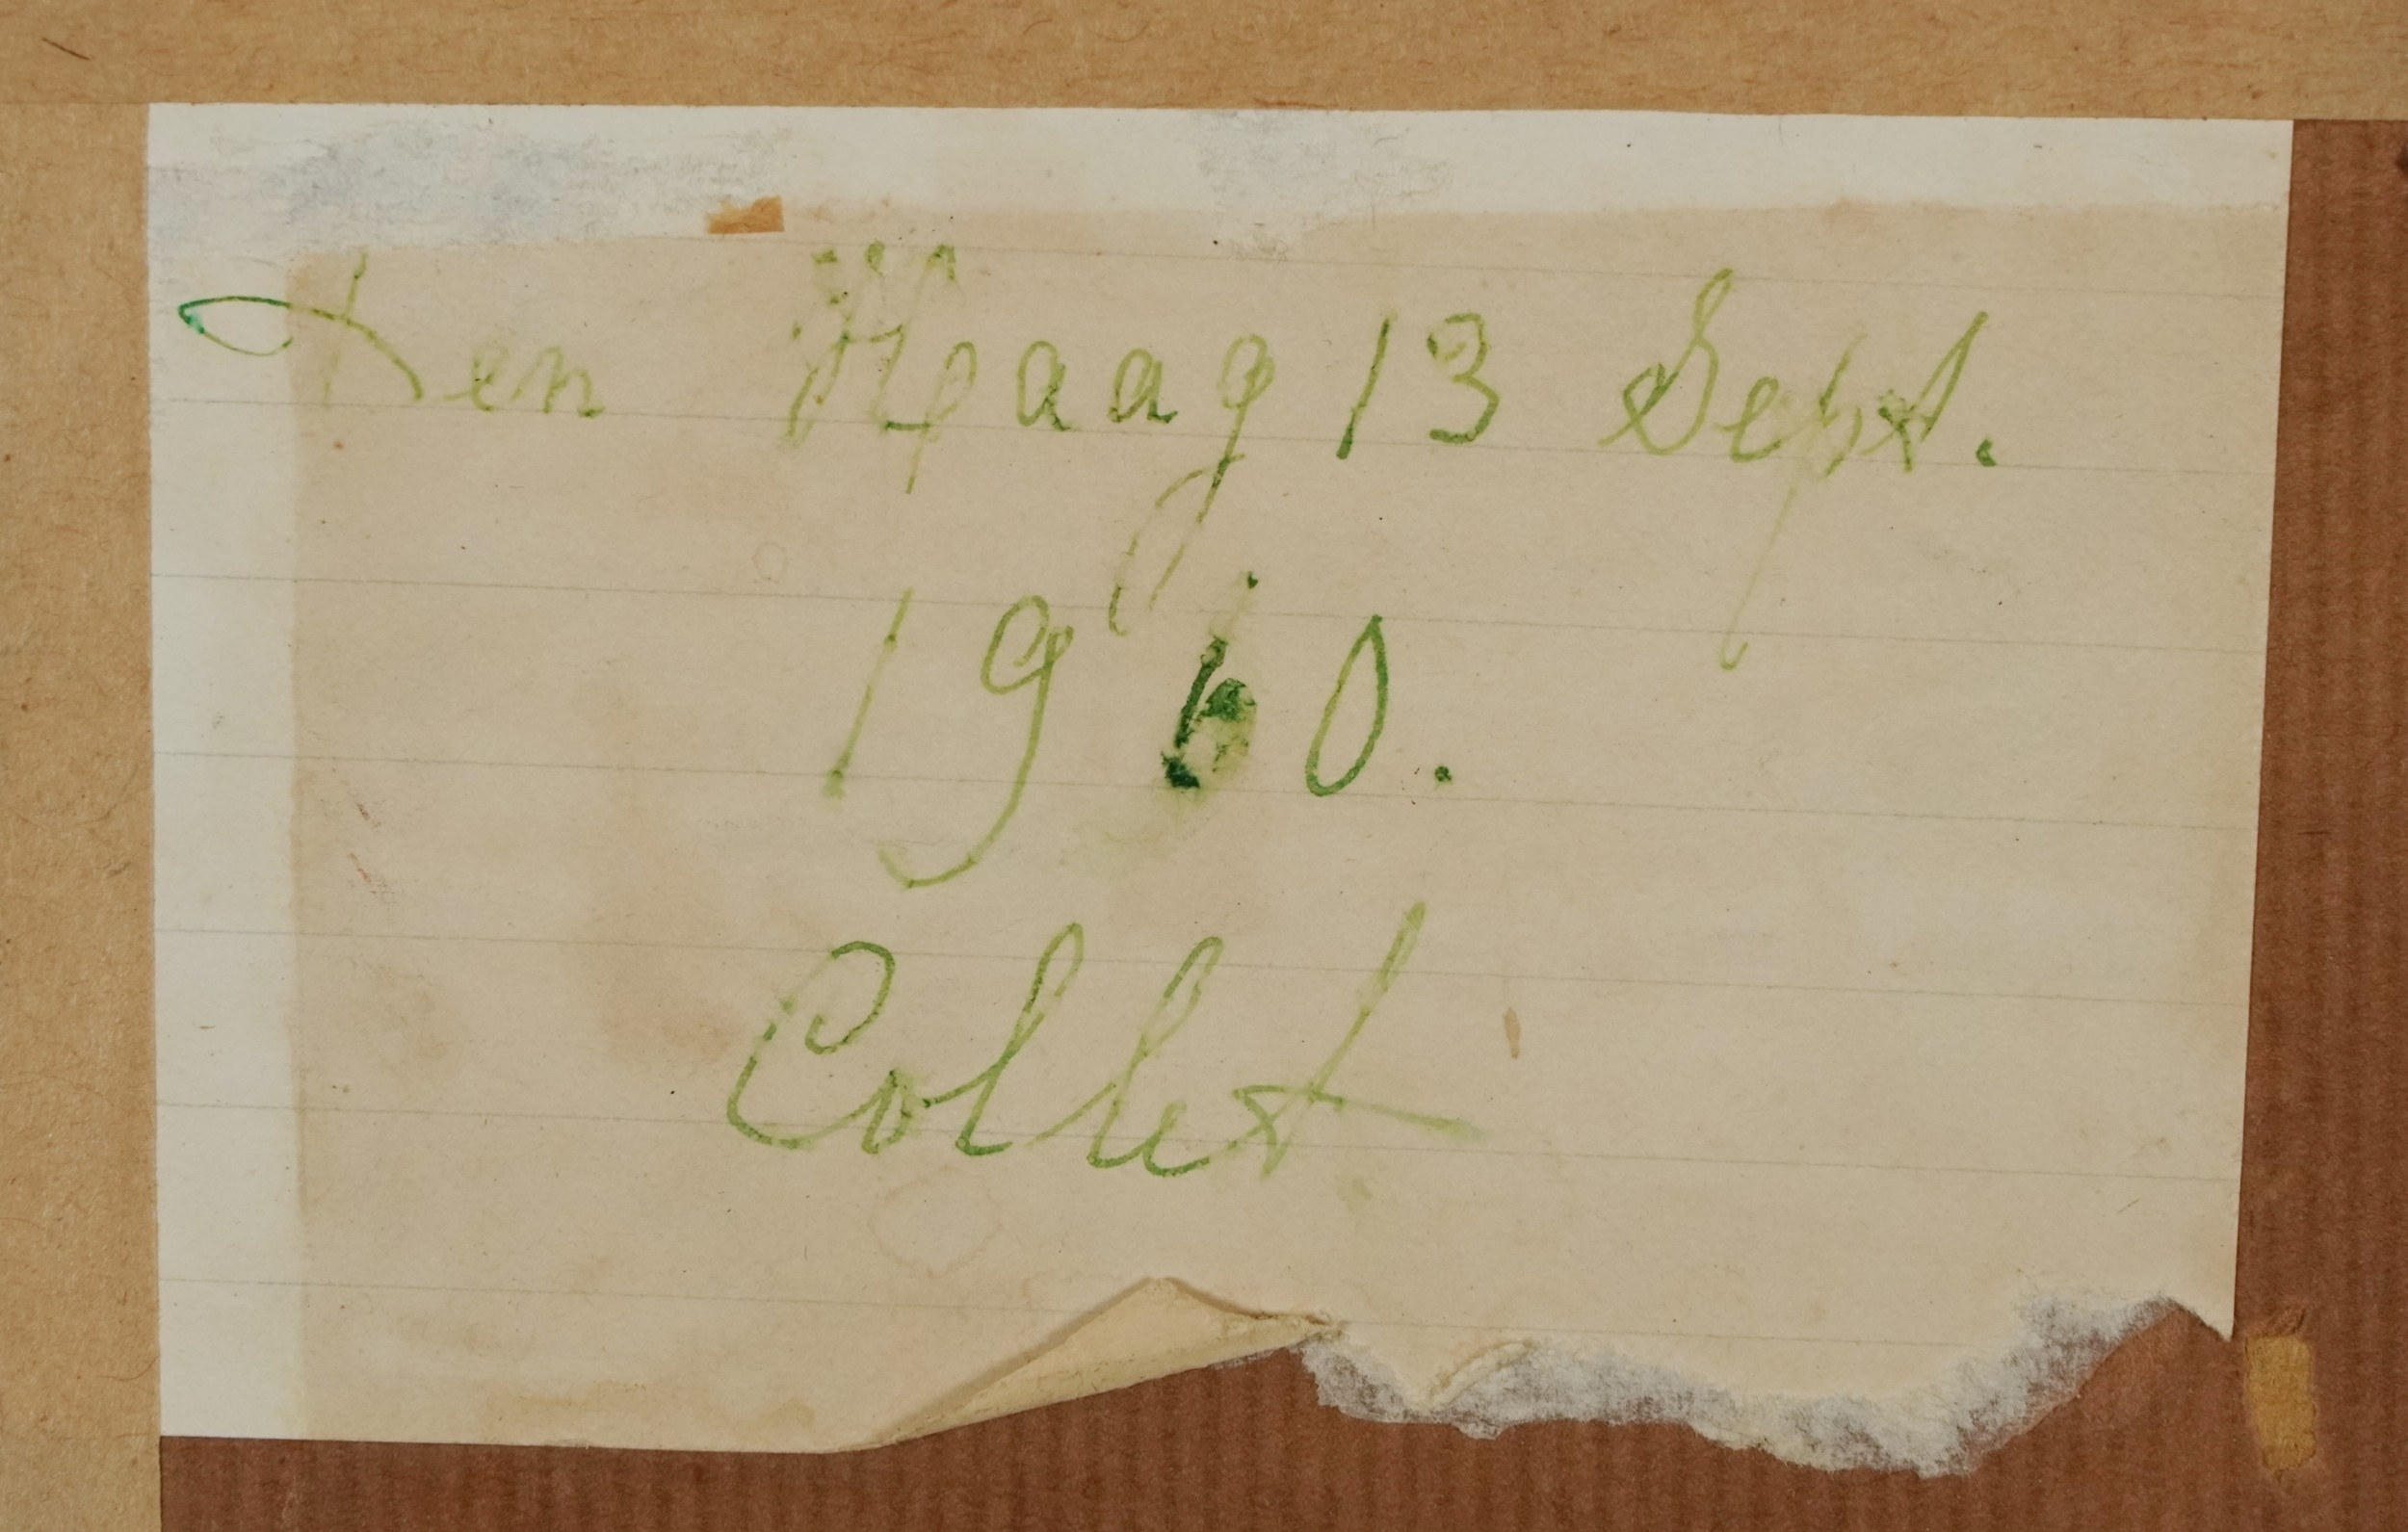 Den Haag 13 Sept.
1960.
Collet